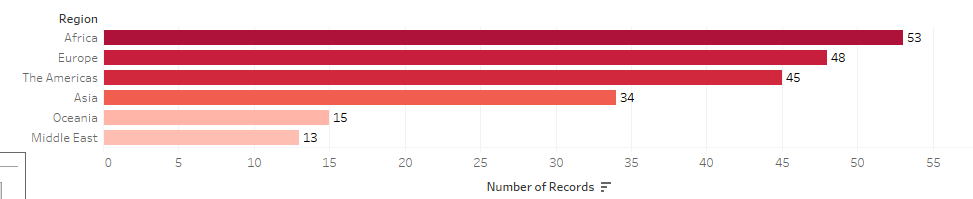 Region
Africa 53
Europe 48
The Americas 45
Asia 34
Oceania 15
Middle East 13
0 5 10 15 20 25 30 35 40 45 50 55
Number of Records